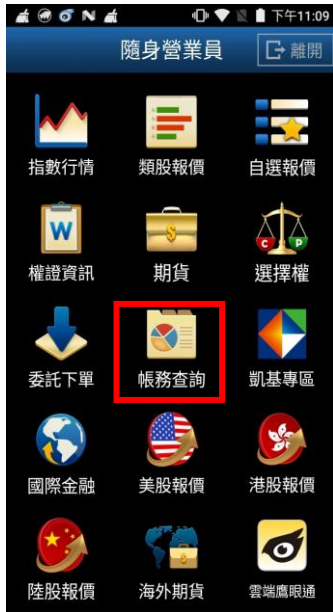 下午11:09
隨身營業員
離開
指數行情 類股報價 自選報價
W
權證資訊 期貨 選擇權
$
C P
委託下單 帳務查詢 凱基專區
國際金融 美股報價 港股報價
陸股報價 海外期貨 雲端鷹眼通